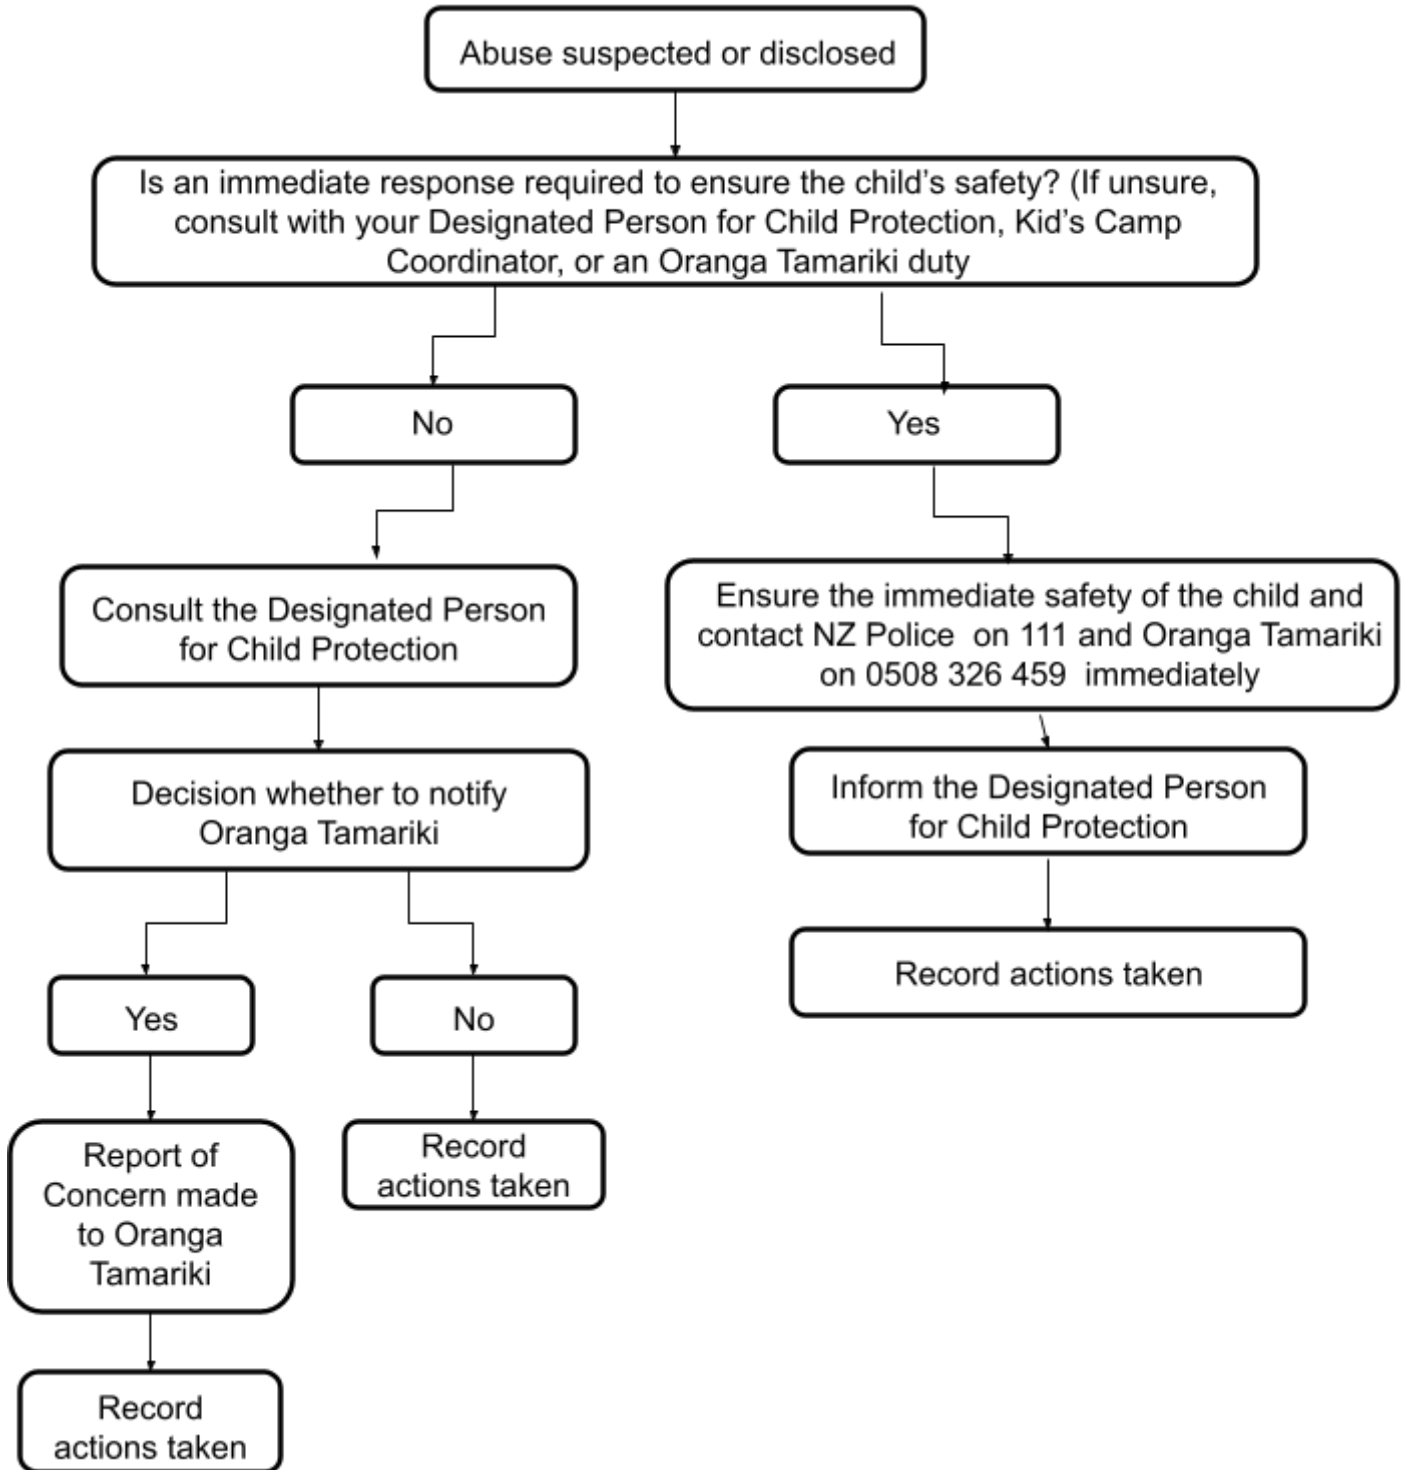 Abuse suspected or disclosed
Is an immediate response required to ensure the child's safety? (If unsure,
consult with your Designated Person for Child Protection, Kid's Camp
Coordinator, or an Oranga Tamariki duty
No
Yes
Consult the Designated Person
for Child Protection
Ensure the immediate safety of the child and
contact NZ Police on 111 and Oranga Tamariki
on 0508 326 459 immediately
Decision whether to notify
Oranga Tamariki
Inform the Designated Person
for Child Protection
Record actions taken
Yes
No
Report of
Concern made
to Oranga
Tamariki
Record
actions taken
Record
actions taken